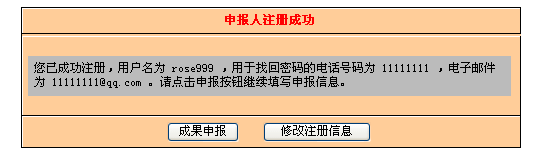 申报人注册成功
您已成功注册，用户名为 rose999 ，用于找回密码的电话号码为 11111111 ，电子邮件
为 11111111@qq.com 。请点击申报按钮继续填写申报信息。
成果申报 修改注册信息